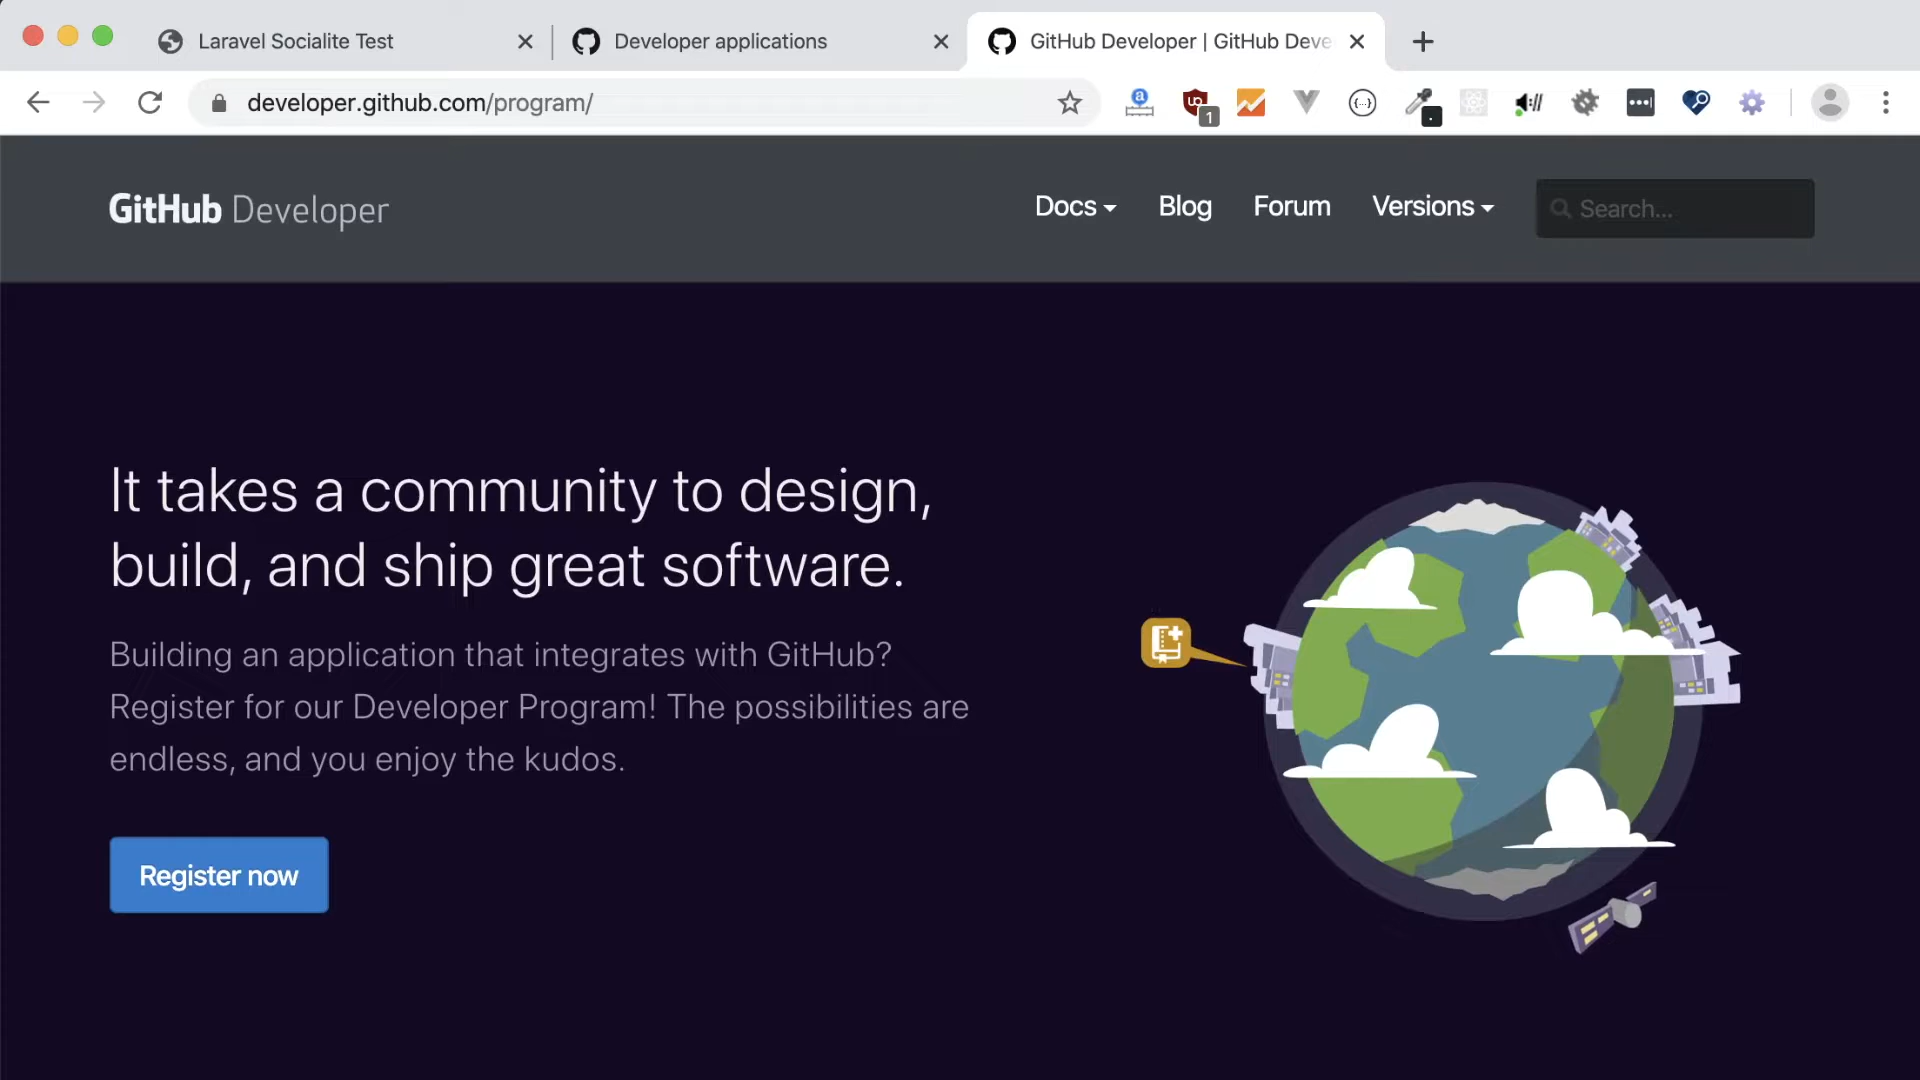 Laravel Socialite Test
Developer applications
GitHub Developer | GitHub Deve
developer.github.com/program/
1
GitHub Developer
Docs
Blog
Forum
Versions
Search...
It takes a community to design,
build, and ship great software.
Building an application that integrates with GitHub?
Register for our Developer Program! The possibilities are
endless, and you enjoy the kudos.
Register now